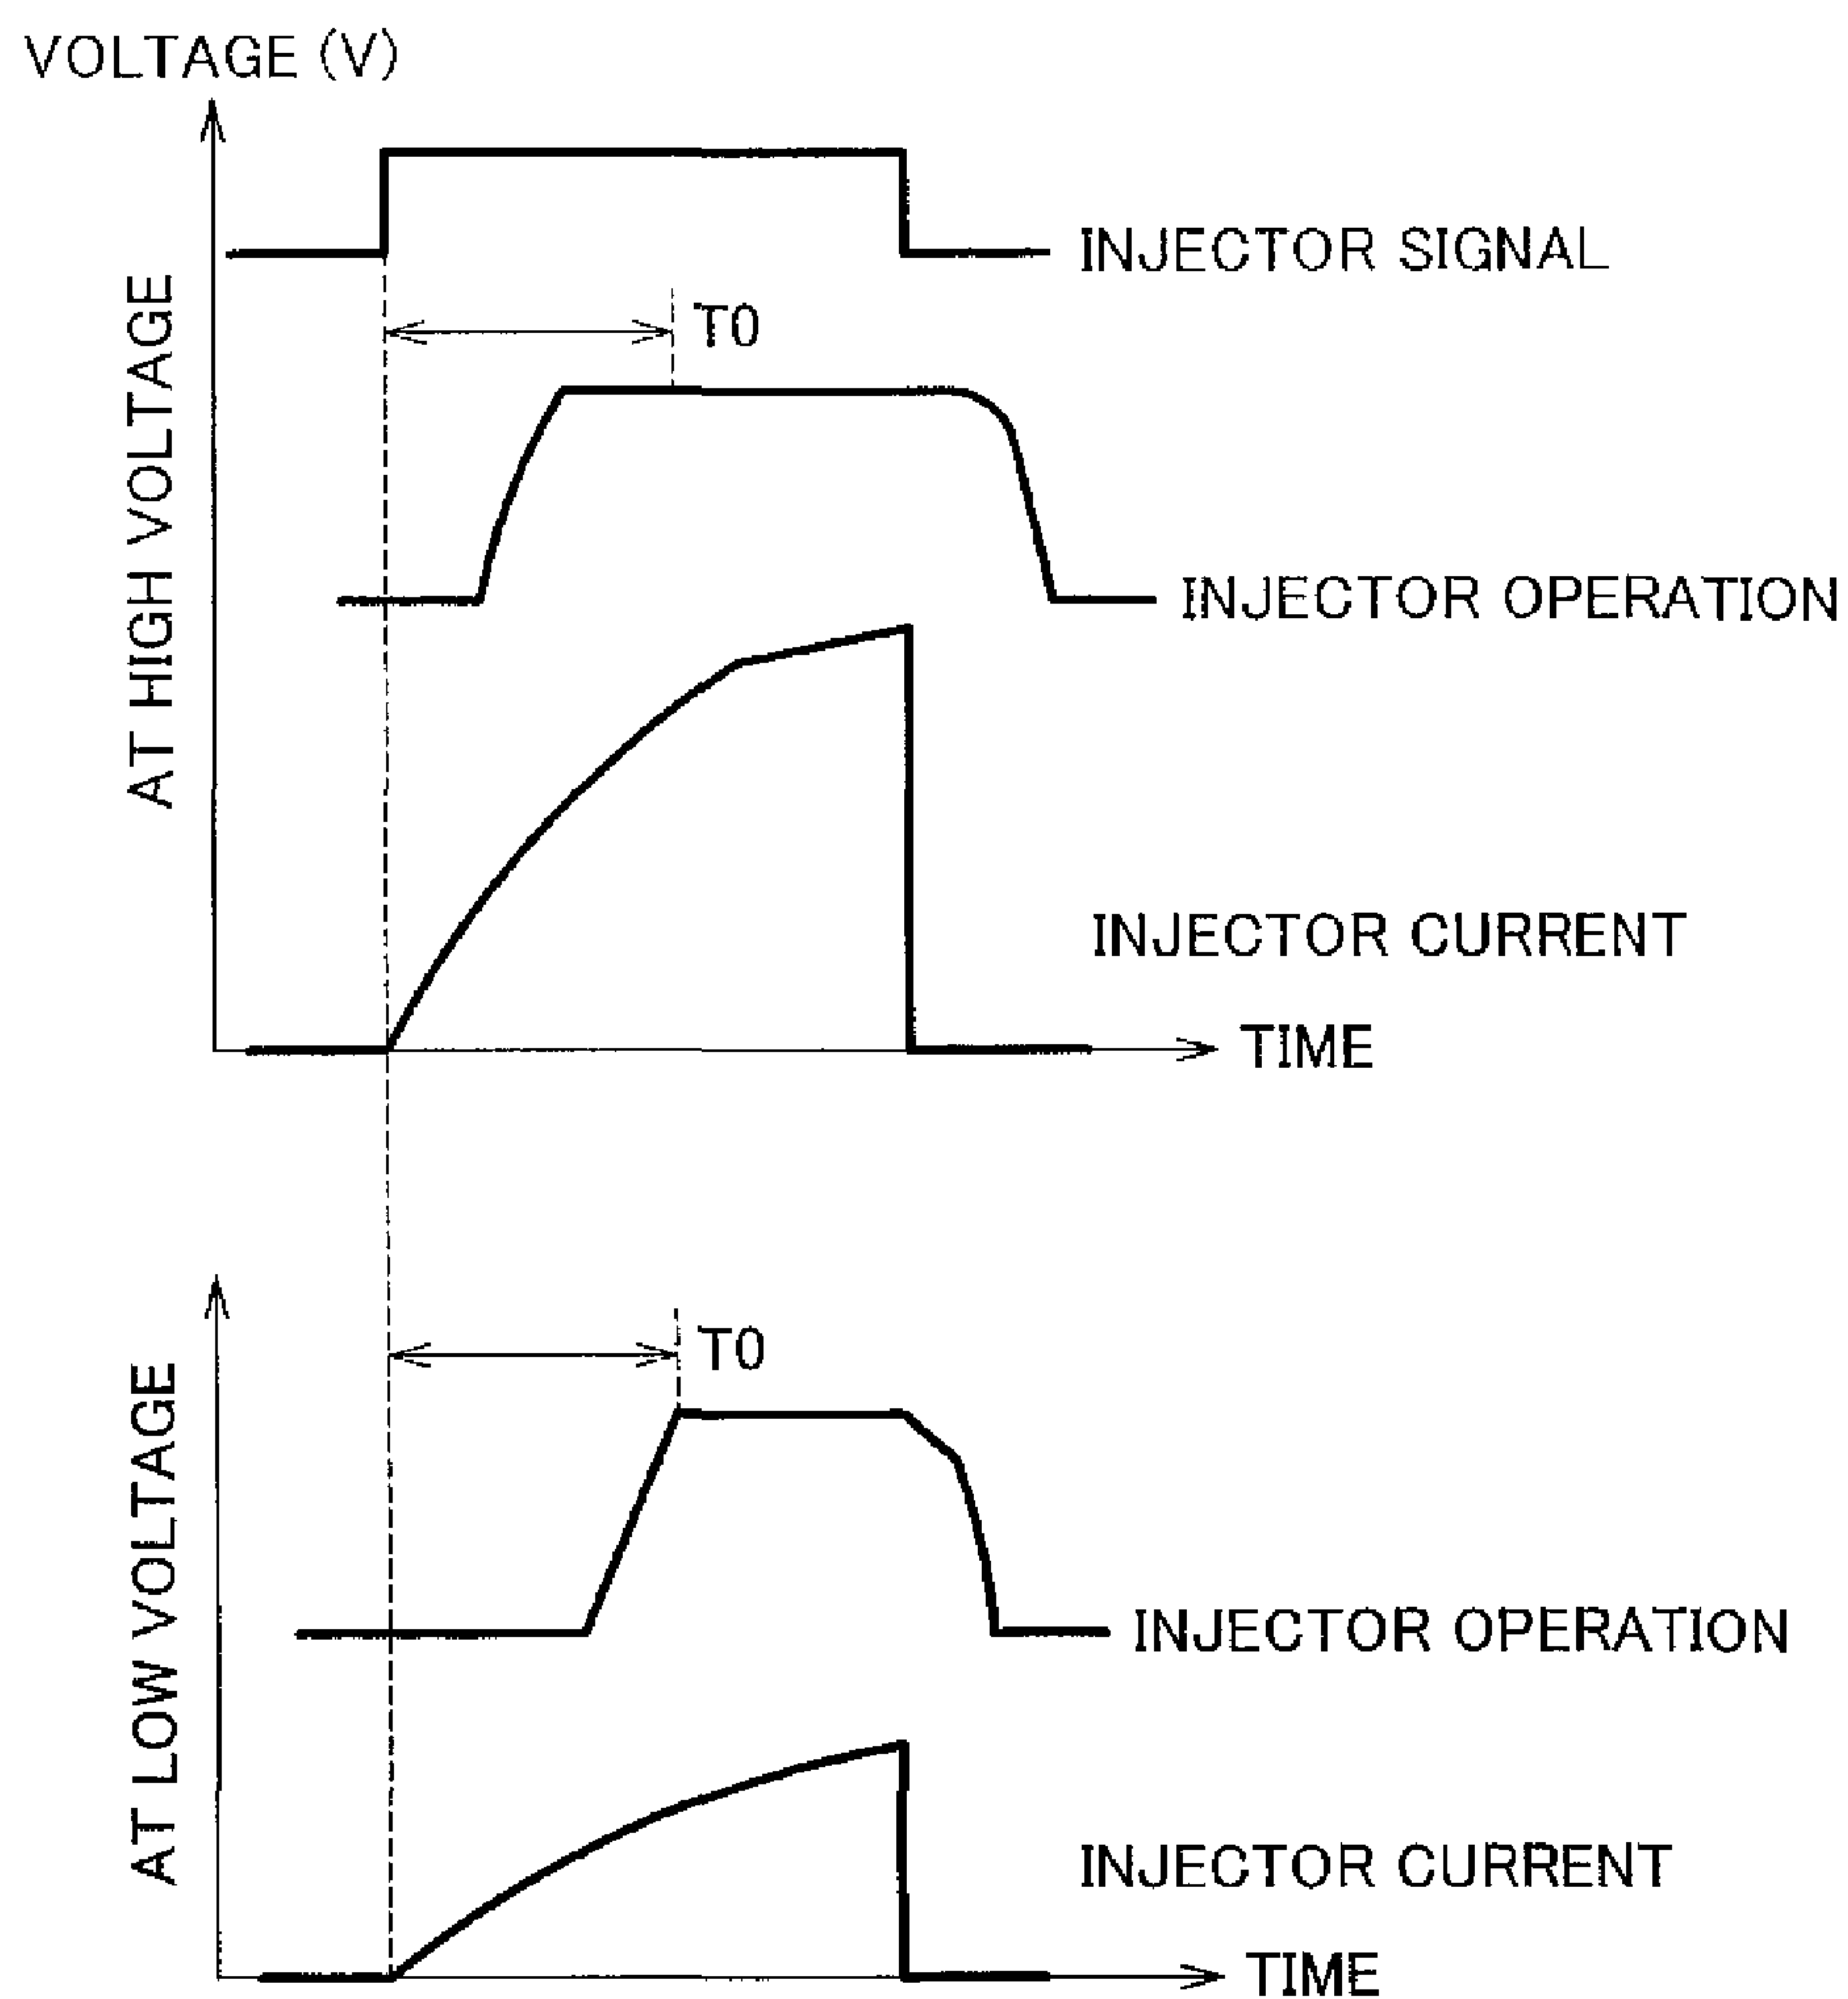 VOLTAGE (V)
AT HIGH VOLTAGE
INJECTOR SIGNAL
T0
INJECTOR OPERATION
INJECTOR CURRENT
TIME
AT LOW VOLTAGE
T0
INJECTOR OPERATION
INJECTOR CURRENT
TIME